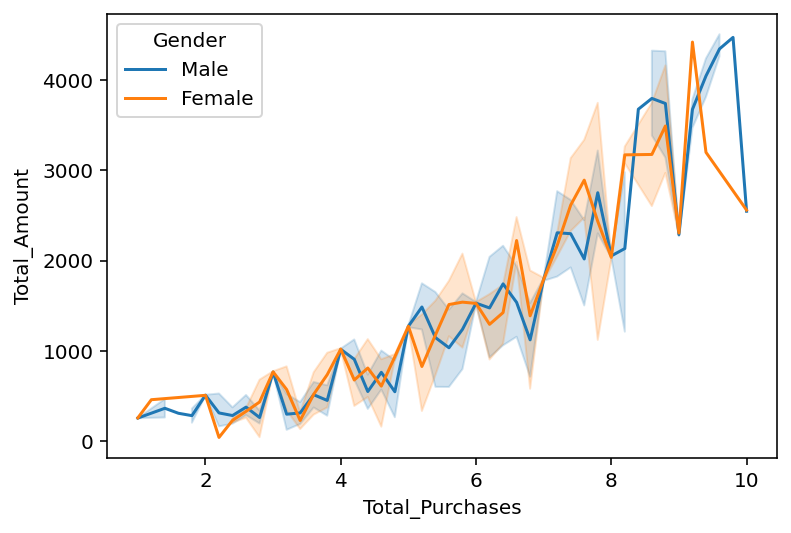 Gender
Male
Female
4000
3000
2000
1000
0
Total_Amount
2 4 6 8 10
Total_Purchases